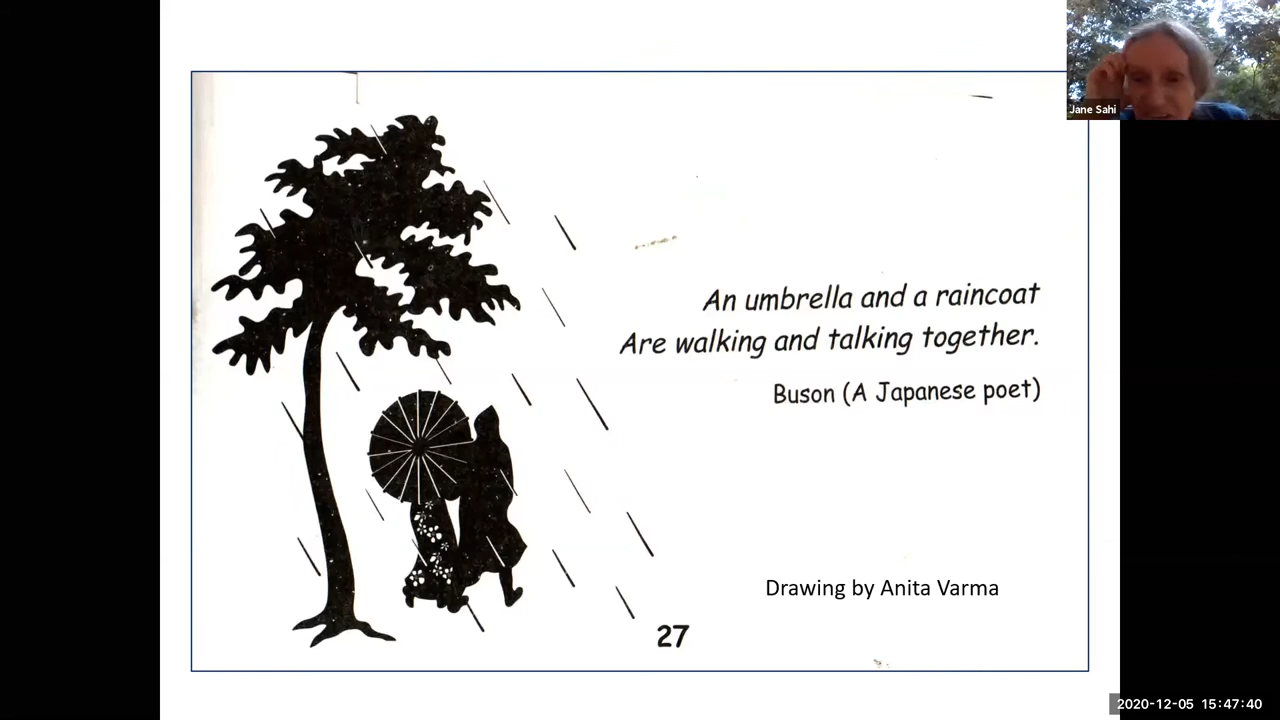 Jane Sahi
An umbrella and a raincoat
Are walking and talking together.
Buson (A Japanese poet)
Drawing by Anita Varma
27
2020-12-05 15:47:40